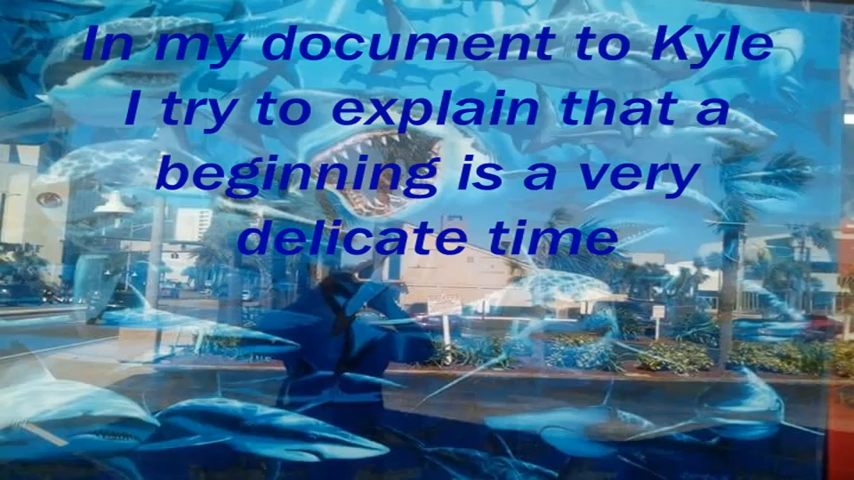 In my document to Kyle
I try to explain that a
beginning is a very
delicate time